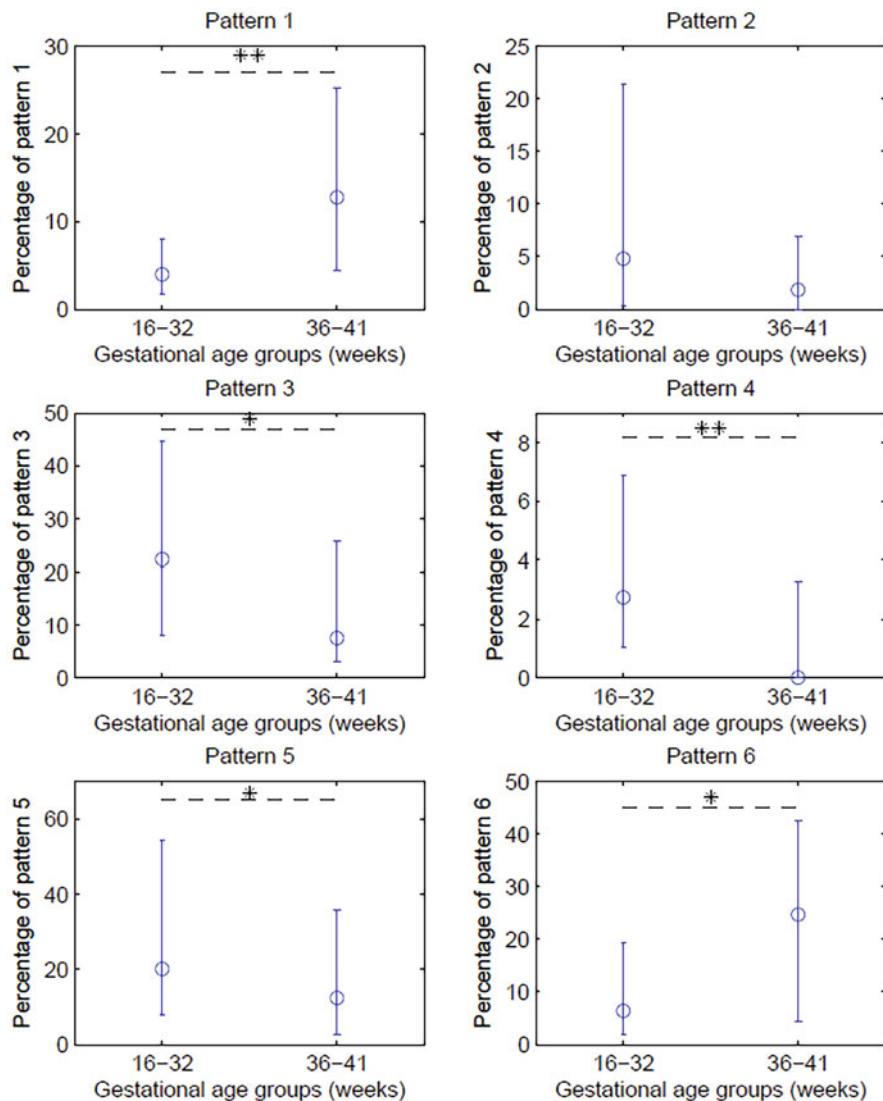 Pattern 1
Percentage of pattern 1
30
20
10
0
**
16–32 36–41
Gestational age groups (weeks)
Pattern 2
Percentage of pattern 2
25
20
15
10
5
0
16–32 36–41
Gestational age groups (weeks)
Pattern 3
Percentage of pattern 3
50
40
30
20
10
0
*
16–32 36–41
Gestational age groups (weeks)
Pattern 4
Percentage of pattern 4
8
6
4
2
0
**
16–32 36–41
Gestational age groups (weeks)
Pattern 5
Percentage of pattern 5
60
40
20
0
*
16–32 36–41
Gestational age groups (weeks)
Pattern 6
Percentage of pattern 6
50
40
30
20
10
0
*
16–32 36–41
Gestational age groups (weeks)